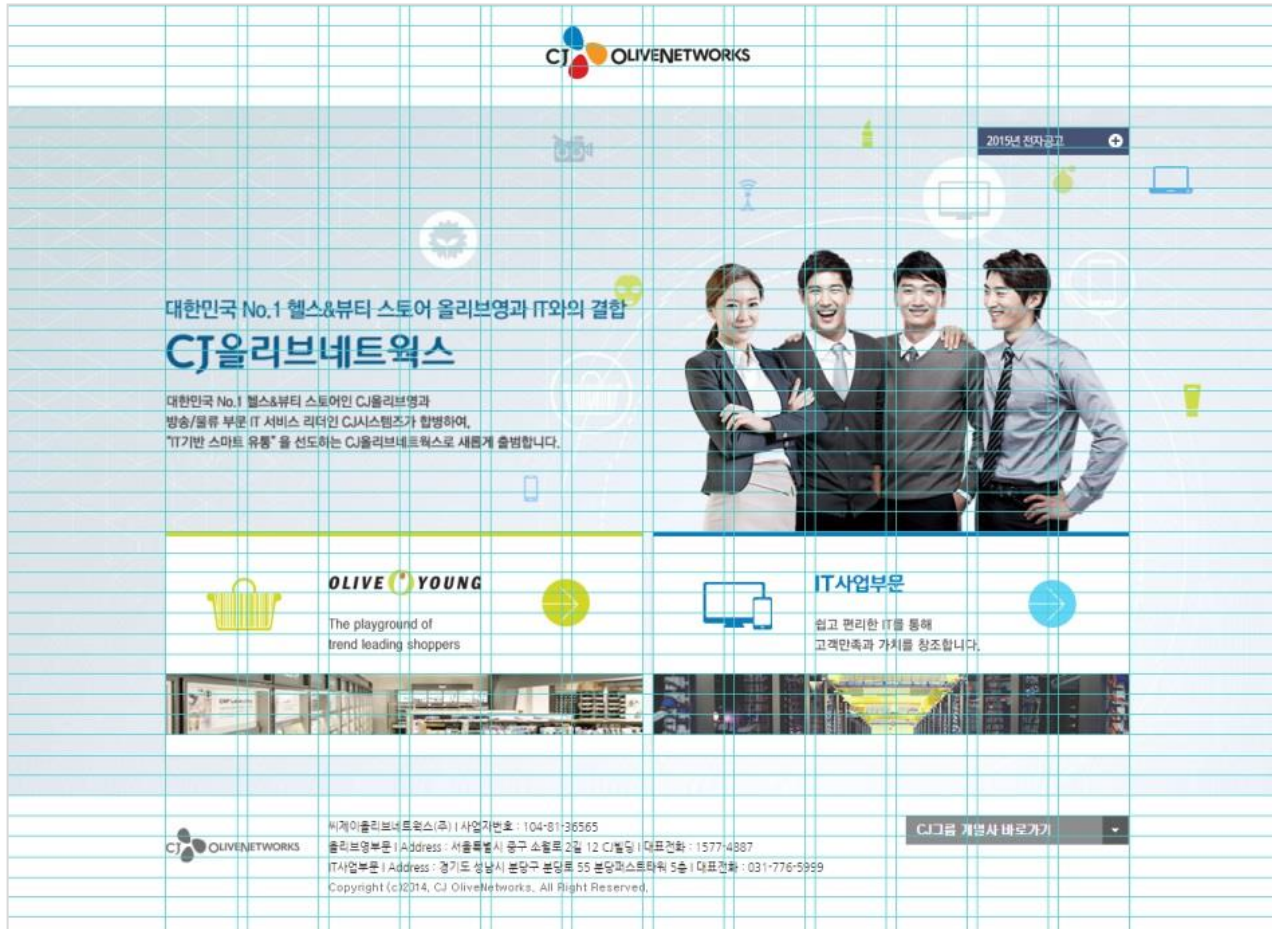 CJ OLIVENETWORKS
2015년 전자공고
대한민국 No.1 헬스&뷰티 스토어 올리브영과 IT와의 결합
CJ올리브네트웍스
대한민국 No.1 헬스&뷰티 스토어인 CJ올리브영과
방송/물류 부문 IT 서비스 리더인 CJ시스템즈가 합병하여,
"IT기반 스마트 유통" 을 선도하는 CJ올리브네트웍스로 새롭게 출범합니다.
OLIVE YOUNG
The playground of
trend leading shoppers
IT사업부문
쉽고 편리한 IT를 통해
고객만족과 가치를 창조합니다.
CJ OLIVENETWORKS
씨제이올리브네트웍스(주) | 사업자번호 : 104-81-36565
올리브영부문 | Address : 서울특별시 중구 소월로 2길 12 CJ빌딩 | 대표전화 : 1577-4887
IT사업부문 | Address : 경기도 성남시 분당구 분당로 55 분당퍼스트타워 5층 | 대표전화 : 031-776-5999
Copyright (c)2014, CJ OliveNetworks, All Right Reserved,
CJ그룹 계열사 바로가기